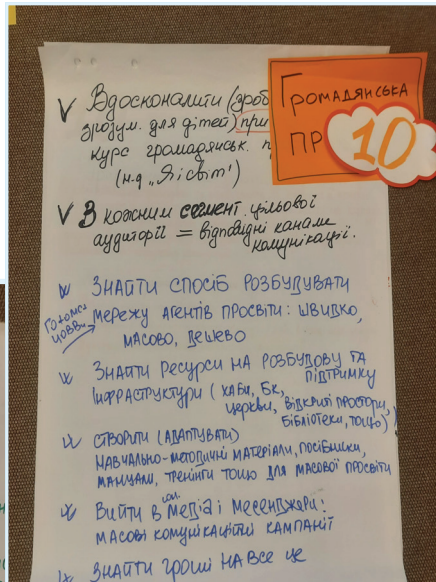 V Вдосконалити (зроб
зрозум. для дітей) при
курс громадянськ. п
(н-д „Я і світ")
ГРОМАДЯНСЬКА
ПР
10
V З кожним сегмент. цільової
аудиторії = відповідні канали
комунікації.
ЗНАЙТИ СПОСІБ РОЗБУДУВАТИ
МЕРЕЖУ АГЕНТІВ ПРОСВІТИ: ШВИДКО,
МАСОВО, ДЕШЕВО
ЗНАЙТИ РЕСУРСИ НА РОЗБУДОВУ ТА
ПІДТРИМКУ
ІНФРАСТРУКТУРИ (ХАБИ, БК,
ЦЕРКВИ, ВІДКРИТІ ПРОСТОРИ,
БІБЛІОТЕКИ, ТОЩО)
СТВОРИТИ (АДАПТУВАТИ)
НАВЧАЛЬНО-МЕТОДИЧНІ МАТЕРІАЛИ, ПОСІБНИКИ,
МАНУАЛИ, ТРЕНІНГИ ТОЩО ДЛЯ МАСОВОЇ ПРОСВІТИ
ВИЙТИ В соц. МЕДІА І МЕСЕНДЖЕРИ:
МАСОВІ КОМУНІКАЦІЙНІ КАМПАНІЇ
ЗНАЙТИ ГРОШІ НА ВСЕ ЦЕ